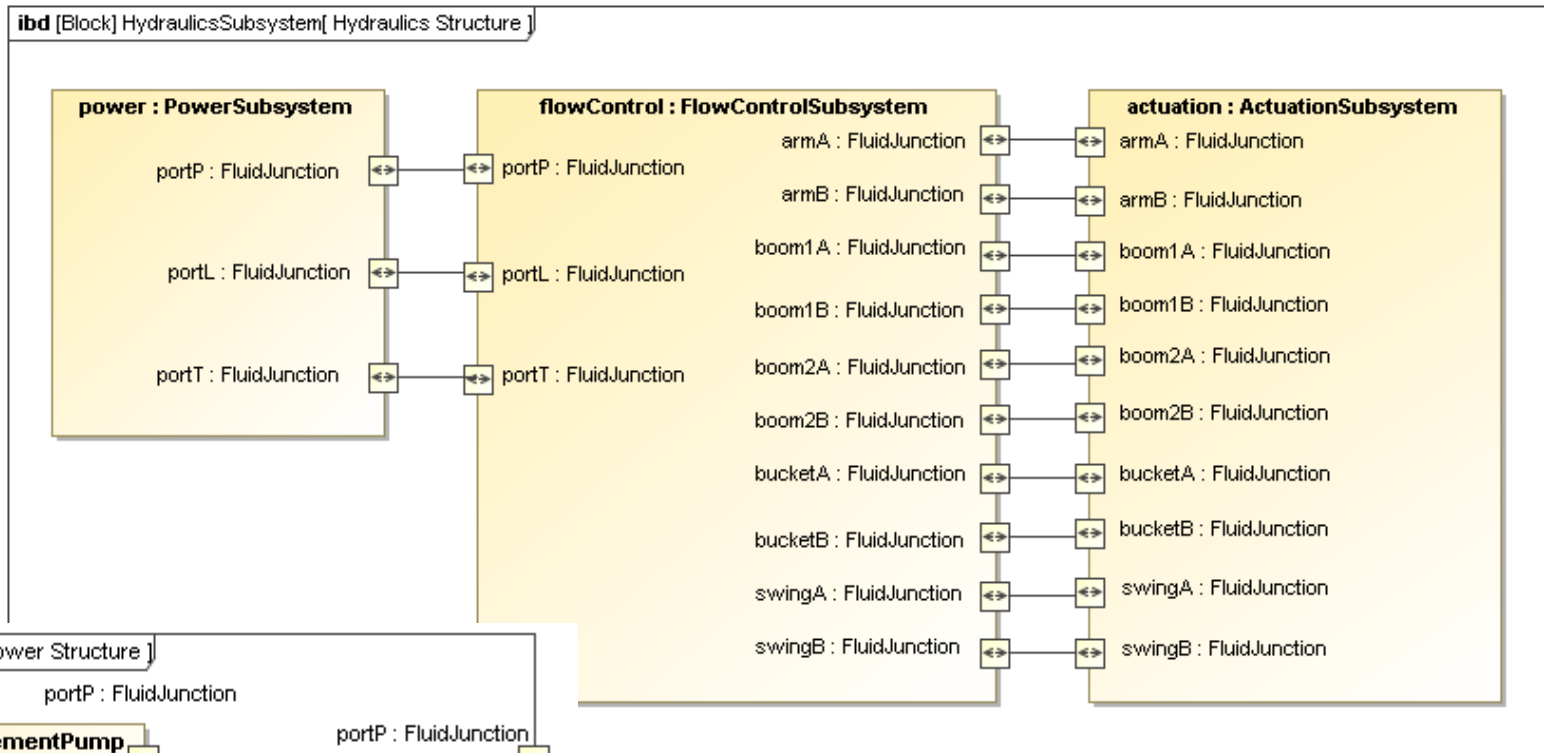 ibd [Block] HydraulicsSubsystem[ Hydraulics Structure ]
power : PowerSubsystem
portP : FluidJunction
portL : FluidJunction
portT : FluidJunction
flowControl : FlowControlSubsystem
portP : FluidJunction
portL : FluidJunction
portT : FluidJunction
armA : FluidJunction
armB : FluidJunction
boom1A : FluidJunction
boom1B : FluidJunction
boom2A : FluidJunction
boom2B : FluidJunction
bucketA : FluidJunction
bucketB : FluidJunction
swingA : FluidJunction
swingB : FluidJunction
actuation : ActuationSubsystem
armA : FluidJunction
armB : FluidJunction
boom1A : FluidJunction
boom1B : FluidJunction
boom2A : FluidJunction
boom2B : FluidJunction
bucketA : FluidJunction
bucketB : FluidJunction
swingA : FluidJunction
swingB : FluidJunction
ower Structure ]
portP : FluidJunction
portP : FluidJunction
ementPump